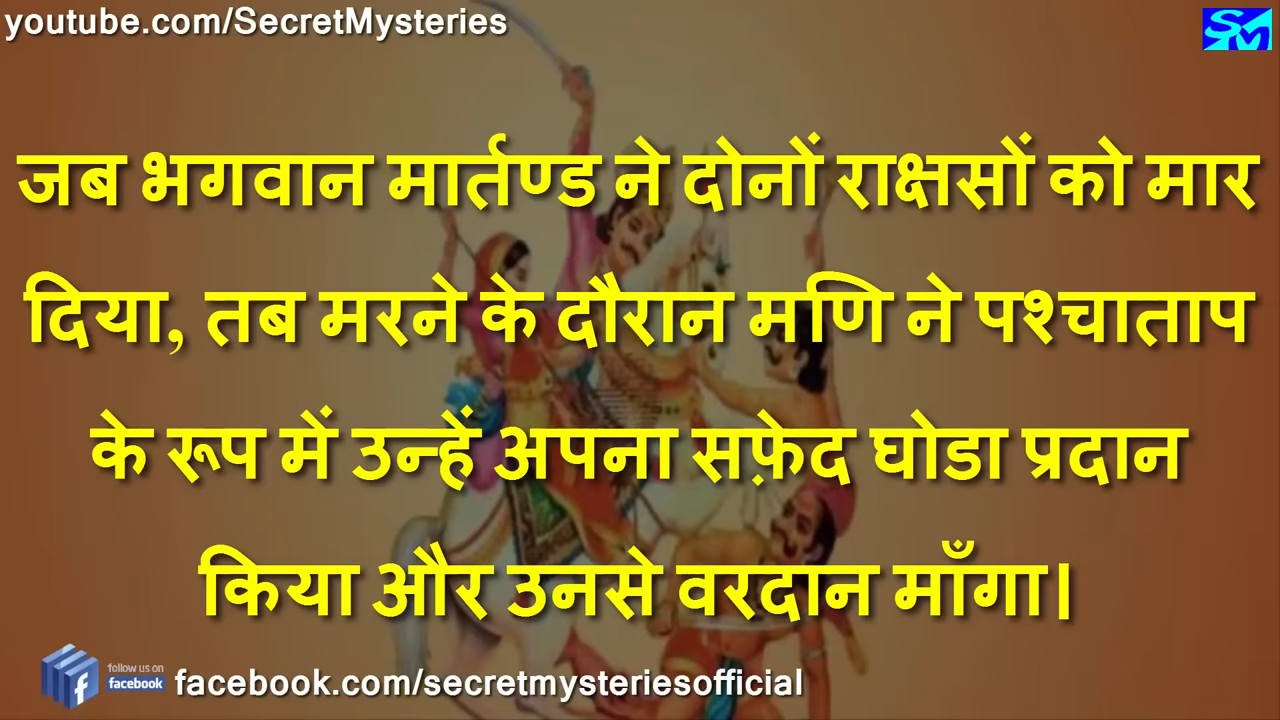 youtube.com/SecretMysteries
SM
जब भगवान मार्तण्ड ने दोनों राक्षसों को मार
दिया, तब मरने के दौरान मणि ने पश्चाताप
के रूप में उन्हें अपना सफ़ेद घोडा प्रदान
किया और उनसे वरदान माँगा।
follow us on
facebook
facebook.com/secretmysteriesofficial